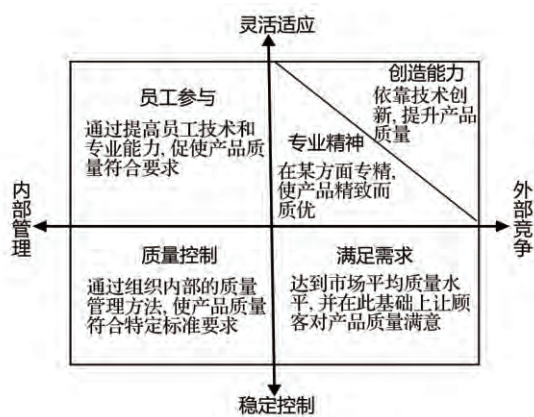 灵活适应
员工参与
通过提高员工技术和
专业能力, 促使产品质
量符合要求
创造能力
依靠技术创
新, 提升产品
质量
专业精神
在某方面专精,
使产品精致而
质优
内部管理
外部竞争
质量控制
通过组织内部的质量
管理方法, 使产品质量
符合特定标准要求
满足需求
达到市场平均质量水
平, 并在此基础上让顾
客对产品质量满意
稳定控制